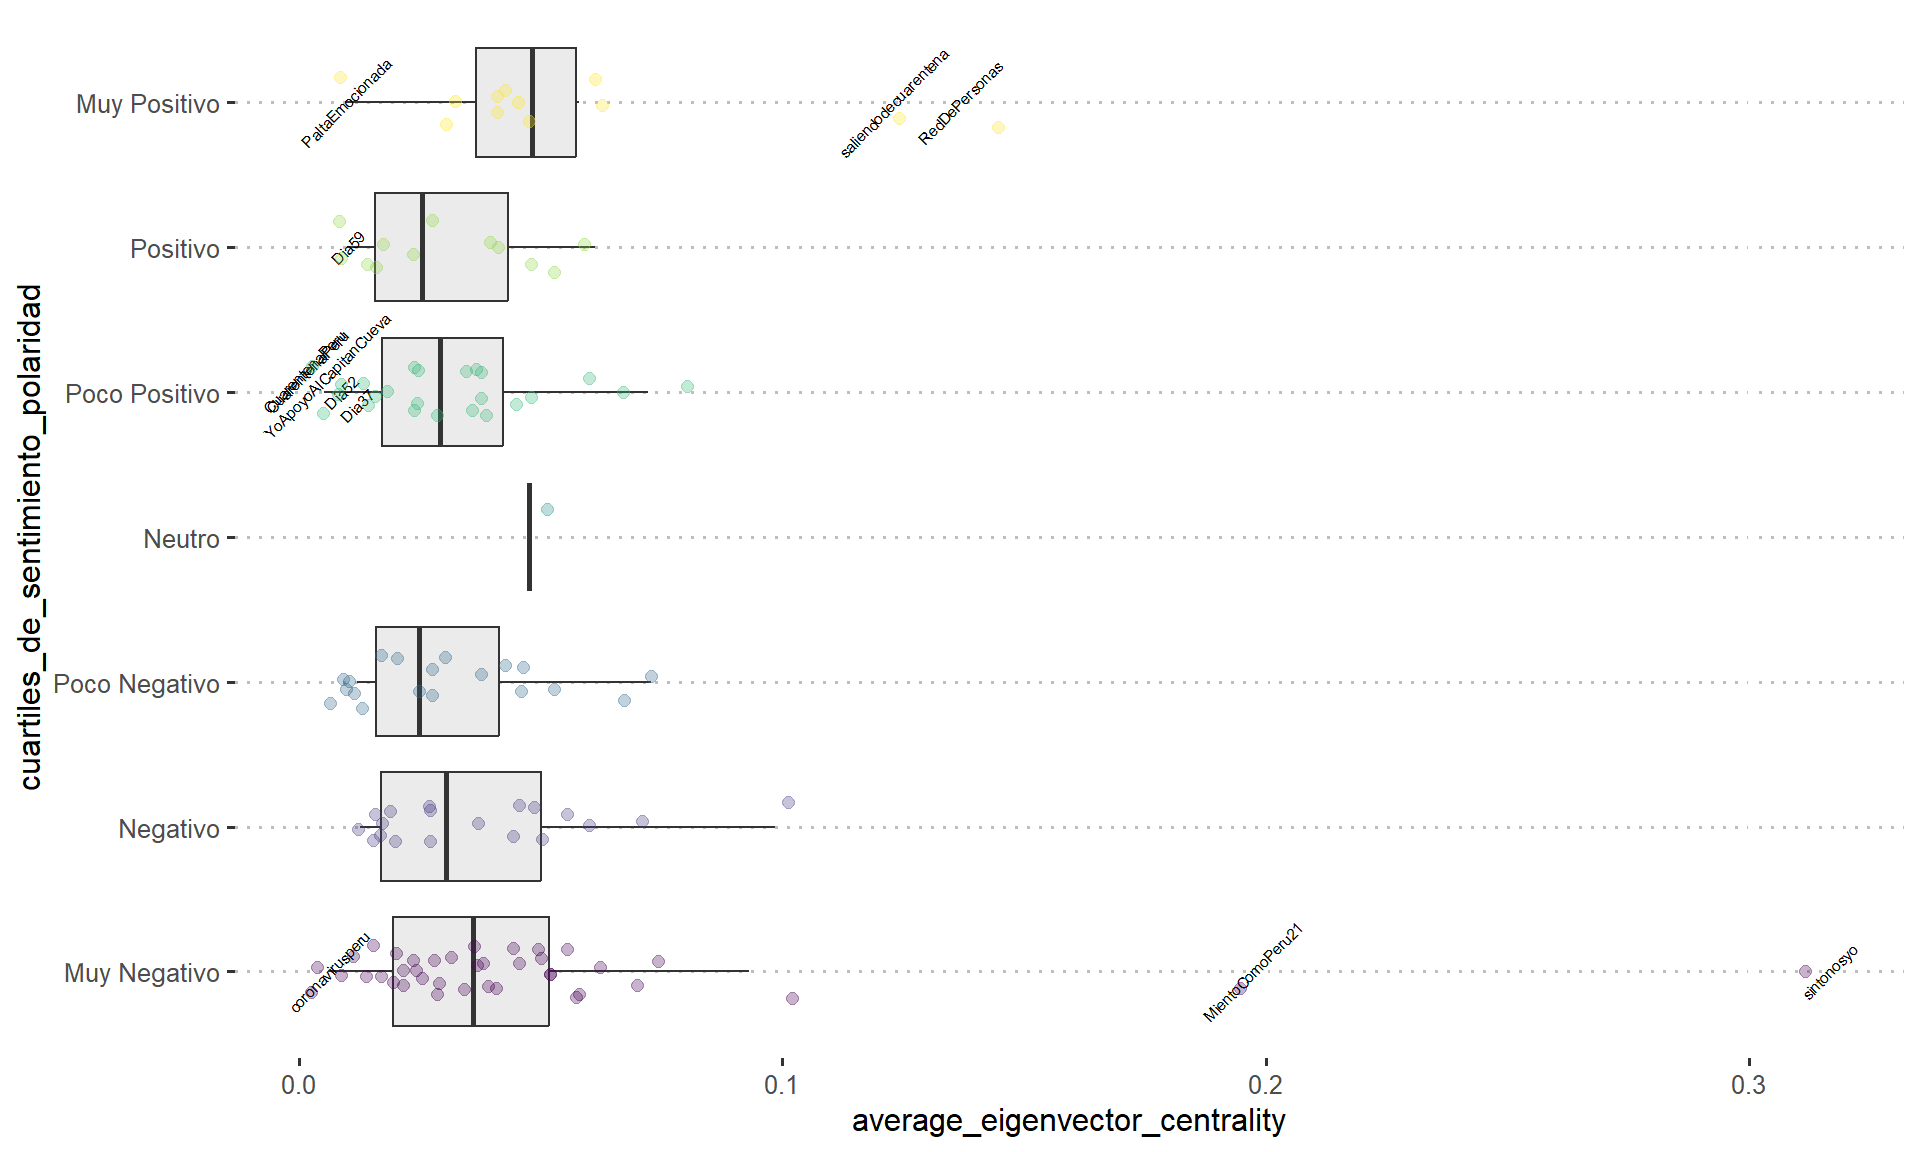 Muy Positivo
PaltaEmocionada
saliendodecuarentena
RedDePersonas
Positivo
Dia59
Poco Positivo
CuarentenaPeru
YoApoyoAlCapitanCueva
Dia52
Dia37
Neutro
Poco Negativo
Negativo
Muy Negativo
coronavirusperu
MientoComoPeru21
sintonosyo
cuartiles_de_sentimiento_polaridad
0.0
0.1
0.2
0.3
average_eigenvector_centrality